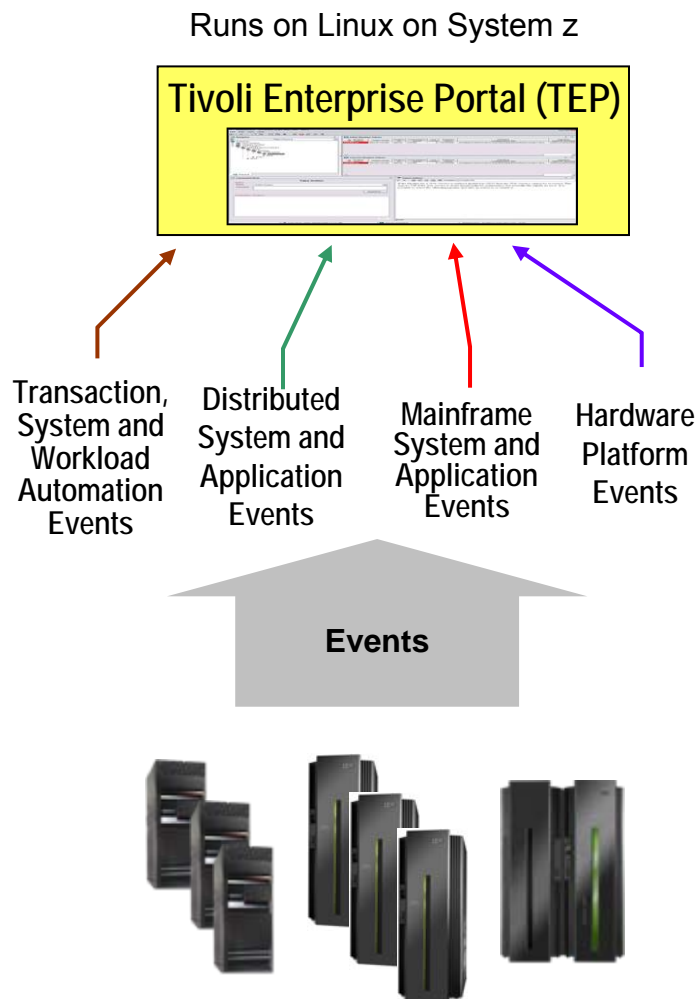 Runs on Linux on System z
Tivoli Enterprise Portal (TEP)
Transaction,
System and
Workload
Automation
Events
Distributed
System and
Application
Events
Mainframe
System and
Application
Events
Hardware
Platform
Events
Events